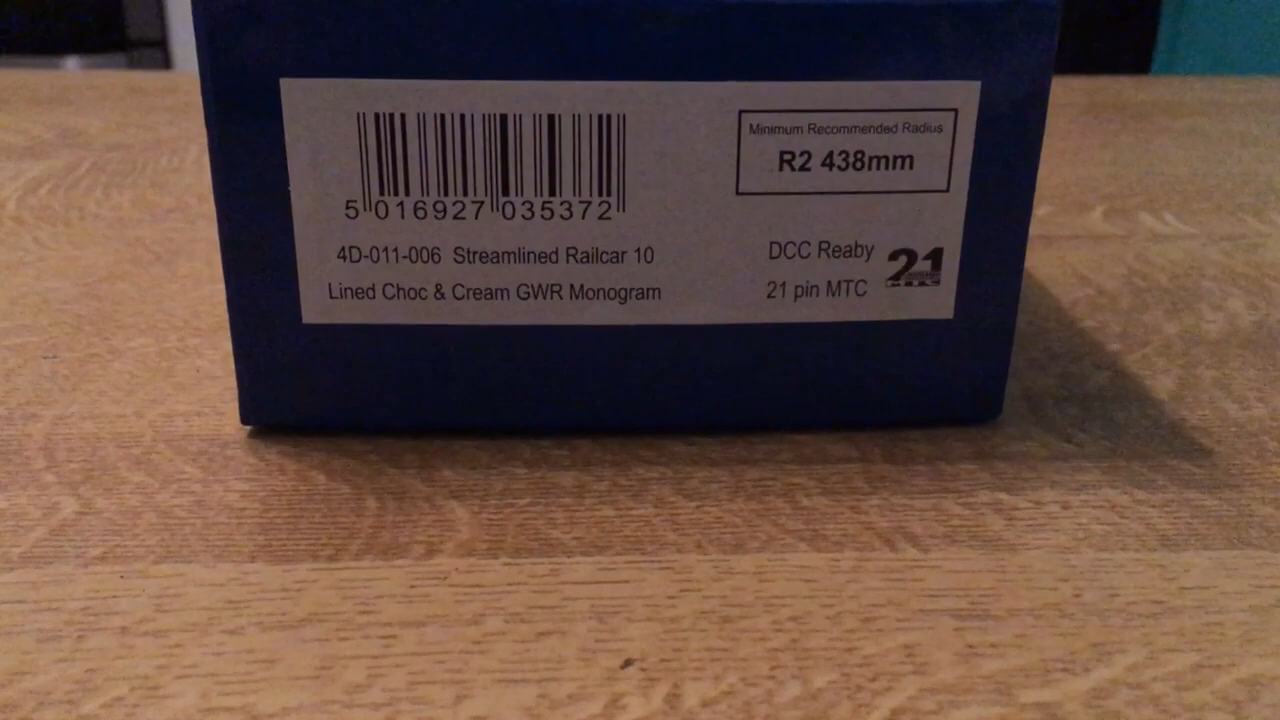 5 016927 035372
4D-011-006 Streamlined Railcar 10
Lined Choc & Cream GWR Monogram
Minimum Recommended Radius
R2 438mm
DCC Reaby
21 pin MTC
21
MTC